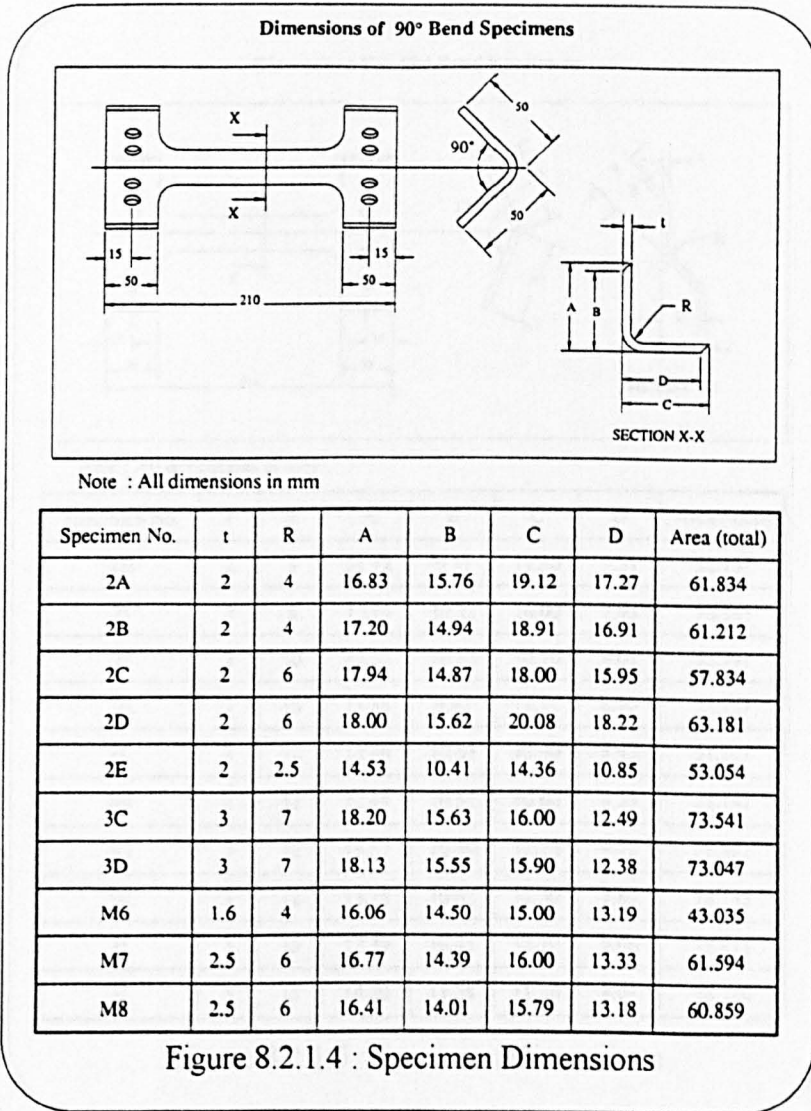 Dimensions of 90° Bend Specimens
X
X
15
50
15
50
210
90°
50
50
t
A
B
R
D
C
SECTION X-X
Note : All dimensions in mm
Specimen No. t R A B C D Area (total)
2A 2 4 16.83 15.76 19.12 17.27 61.834
2B 2 4 17.20 14.94 18.91 16.91 61.212
2C 2 6 17.94 14.87 18.00 15.95 57.834
2D 2 6 18.00 15.62 20.08 18.22 63.181
2E 2 2.5 14.53 10.41 14.36 10.85 53.054
3C 3 7 18.20 15.63 16.00 12.49 73.541
3D 3 7 18.13 15.55 15.90 12.38 73.047
M6 1.6 4 16.06 14.50 15.00 13.19 43.035
M7 2.5 6 16.77 14.39 16.00 13.33 61.594
M8 2.5 6 16.41 14.01 15.79 13.18 60.859
Figure 8.2.1.4 : Specimen Dimensions